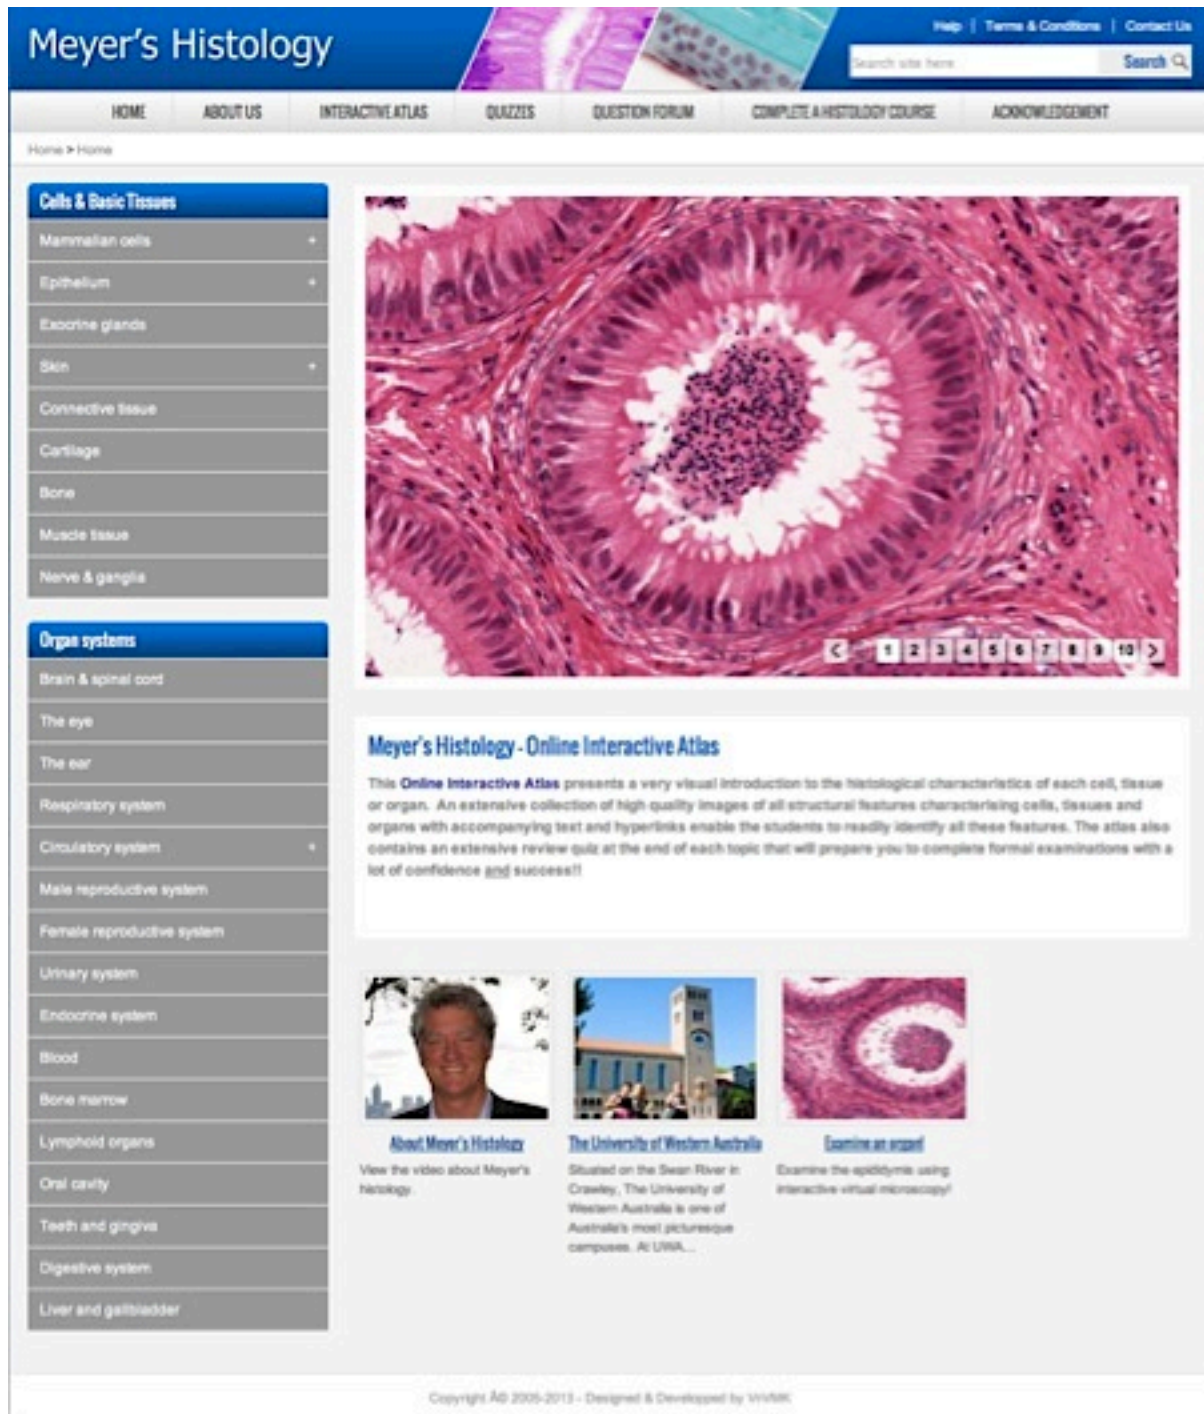 Meyer's Histology
Help | Terms & Conditions | Contact Us
Search site here
Search
HOME ABOUT US INTERACTIVE ATLAS QUIZZES QUESTION FORUM COMPLETE A HISTOLOGY COURSE ACKNOWLEDGEMENT
Home > Home
Cells & Basic Tissues
Mammalian cells +
Epithelium +
Exocrine glands
Skin +
Connective tissue
Cartilage
Bone
Muscle tissue
Nerve & ganglia
Organ systems
Brain & spinal cord
The eye
The ear
Respiratory system
Circulatory system +
Male reproductive system
Female reproductive system
Urinary system
Endocrine system
Blood
Bone marrow
Lymphoid organs
Oral cavity
Teeth and gingiva
Digestive system
Liver and gallbladder
< 1 2 3 4 5 6 7 8 9 10 >
Meyer's Histology - Online Interactive Atlas
This Online Interactive Atlas presents a very visual introduction to the histological characteristics of each cell, tissue
or organ. An extensive collection of high quality images of all structural features characterising cells, tissues and
organs with accompanying text and hyperlinks enable the students to readily identify all these features. The atlas also
contains an extensive review quiz at the end of each topic that will prepare you to complete formal examinations with a
lot of confidence and success!!
About Meyer's Histology
View the video about Meyer's
histology.
The University of Western Australia
Situated on the Swan River in
Crawley, The University of
Western Australia is one of
Australia's most picturesque
campuses. At UWA...
Examine an organ!
Examine the epididymis using
interactive virtual microscopy!
Copyright Â© 2005-2013 - Designed & Developped by